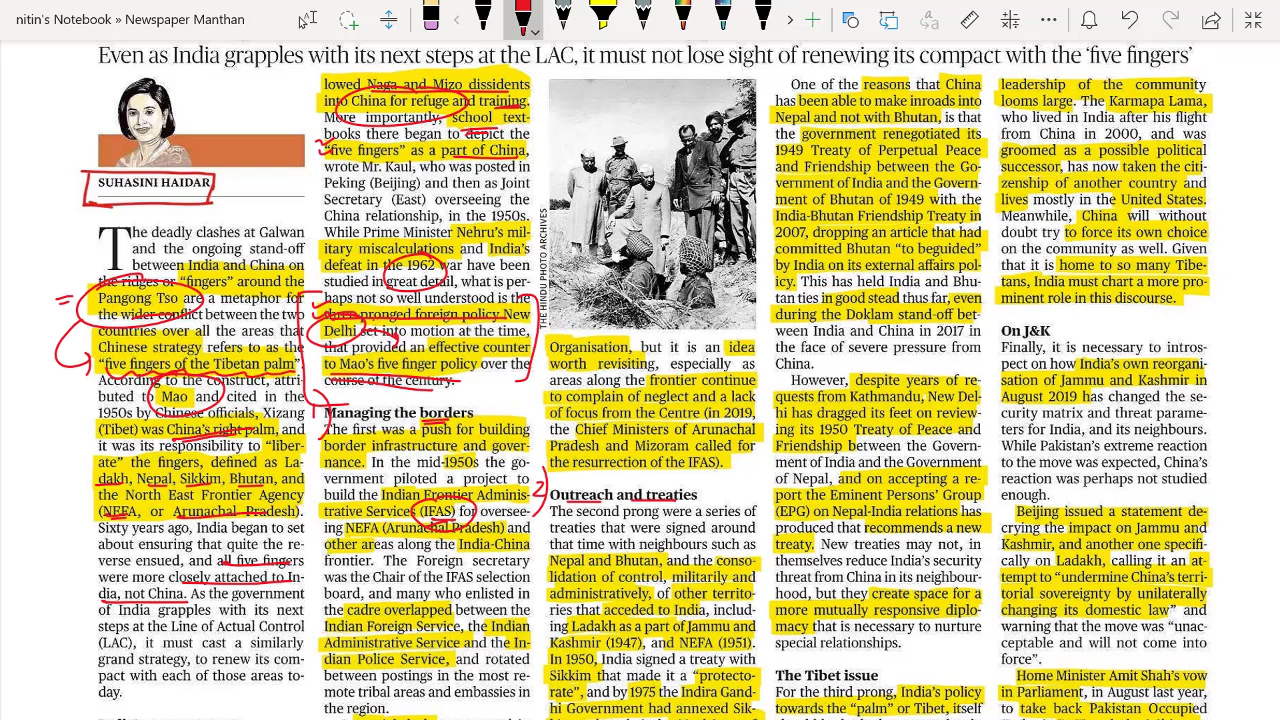 nitin's Notebook » Newspaper Manthan
Even as India grapples with its next steps at the LAC, it must not lose sight of renewing its compact with the 'five fingers'
SUHASINI HAIDAR
The deadly clashes at Galwan
and the ongoing stand-off
between India and China on
the ridges or "fingers" around the
Pangong Tso are a metaphor for
the wider conflict between the two
countries over all the areas that
Chinese strategy refers to as the
"five fingers of the Tibetan palm"
According to the construct, attri-
buted to Mao and cited in the
1950s by Chinese officials, Xizang
(Tibet) was China's right palm, and
it was its responsibility to "liber-
ate" the fingers, defined as La-
dakh, Nepal, Sikkim, Bhutan, and
the North East Frontier Agency
(NEFA, or Arunachal Pradesh).
Sixty years ago, India began to set
about ensuring that quite the re-
verse ensued, and all five fingers
were more closely attached to In-
dia, not China. As the government
of India grapples with its next
steps at the Line of Actual Control
(LAC), it must cast a similarly
grand strategy, to renew its com-
pact with each of those areas to-
day.
lowed Naga and Mizo dissidents
into China for refuge and training.
More importantly, school text-
books there began to depict the
"five fingers" as a part of China,
wrote Mr. Kaul, who was posted in
Peking (Beijing) and then as Joint
Secretary (East) overseeing the
China relationship, in the 1950s.
While Prime Minister Nehru's mil-
itary miscalculations and India's
defeat in the 1962 war have been
studied in great detail, what is per-
haps not so well understood is the
three-pronged foreign policy New
Delhi set into motion at the time,
that provided an effective counter
to Mao's five finger policy over the
course of the century.
1)
Managing the borders
The first was a push for building
border infrastructure and gover-
nance. In the mid-1950s the go-
vernment piloted a project to
build the Indian Frontier Adminis-
trative Services (IFAS) for oversee-
ing NEFA (Arunachal Pradesh) and
other areas along the India-China
frontier. The Foreign secretary
was the Chair of the IFAS selection
board, and many who enlisted in
the cadre overlapped between the
Indian Foreign Service, the Indian
Administrative Service and the In-
dian Police Service, and rotated
between postings in the most re-
mote tribal areas and embassies in
the region.
THE HINDU PHOTO ARCHIVES
Organisation, but it is an idea
worth revisiting, especially as
areas along the frontier continue
to complain of neglect and a lack
of focus from the Centre (in 2019,
the Chief Ministers of Arunachal
Pradesh and Mizoram called for
the resurrection of the IFAS).
2)
Outreach and treaties
The second prong were a series of
treaties that were signed around
that time with neighbours such as
Nepal and Bhutan, and the conso-
lidation of control, militarily and
administratively, of other territo-
ries that acceded to India, includ-
ing Ladakh as a part of Jammu and
Kashmir (1947), and NEFA (1951).
In 1950, India signed a treaty with
Sikkim that made it a "protecto-
rate", and by 1975 the Indira Gand-
hi Government had annexed Sik-
One of the reasons that China
has been able to make inroads into
Nepal and not with Bhutan, is that
the government renegotiated its
1949 Treaty of Perpetual Peace
and Friendship between the Go-
vernment of India and the Govern-
ment of Bhutan of 1949 with the
India-Bhutan Friendship Treaty in
2007, dropping an article that had
committed Bhutan "to beguided"
by India on its external affairs pol-
icy. This has held India and Bhu-
tan ties in good stead thus far, even
during the Doklam stand-off bet-
ween India and China in 2017 in
the face of severe pressure from
China.
However, despite years of re-
quests from Kathmandu, New Del-
hi has dragged its feet on review-
ing its 1950 Treaty of Peace and
Friendship between the Govern-
ment of India and the Government
of Nepal, and on accepting a re-
port the Eminent Persons' Group
(EPG) on Nepal-India relations has
produced that recommends a new
treaty. New treaties may not, in
themselves reduce India's security
threat from China in its neighbour-
hood, but they create space for a
more mutually responsive diplo-
macy that is necessary to nurture
special relationships.
The Tibet issue
For the third prong, India's policy
towards the "palm" or Tibet, itself
leadership of the community
looms large. The Karmapa Lama,
who lived in India after his flight
from China in 2000, and was
groomed as a possible political
successor, has now taken the citi-
zenship of another country and
lives mostly in the United States.
Meanwhile, China will without
doubt try to force its own choice
on the community as well. Given
that it is home to so many Tibe-
tans, India must chart a more pro-
minent role in this discourse.
On J&K
Finally, it is necessary to introsp-
ect on how India's own reorgani-
sation of Jammu and Kashmir in
August 2019 has changed the se-
curity matrix and threat parame-
ters for India, and its neighbours.
While Pakistan's extreme reaction
to the move was expected, China's
reaction was perhaps not studied
enough.
Beijing issued a statement de-
crying the impact on Jammu and
Kashmir, and another one specifi-
cally on Ladakh, calling it an at-
tempt to "undermine China's terri-
torial sovereignty by unilaterally
changing its domestic law" and
warning that the move was "unac-
ceptable and will not come into
force".
Home Minister Amit Shah's vow
in Parliament, in August last year,
to take back Pakistan Occupied